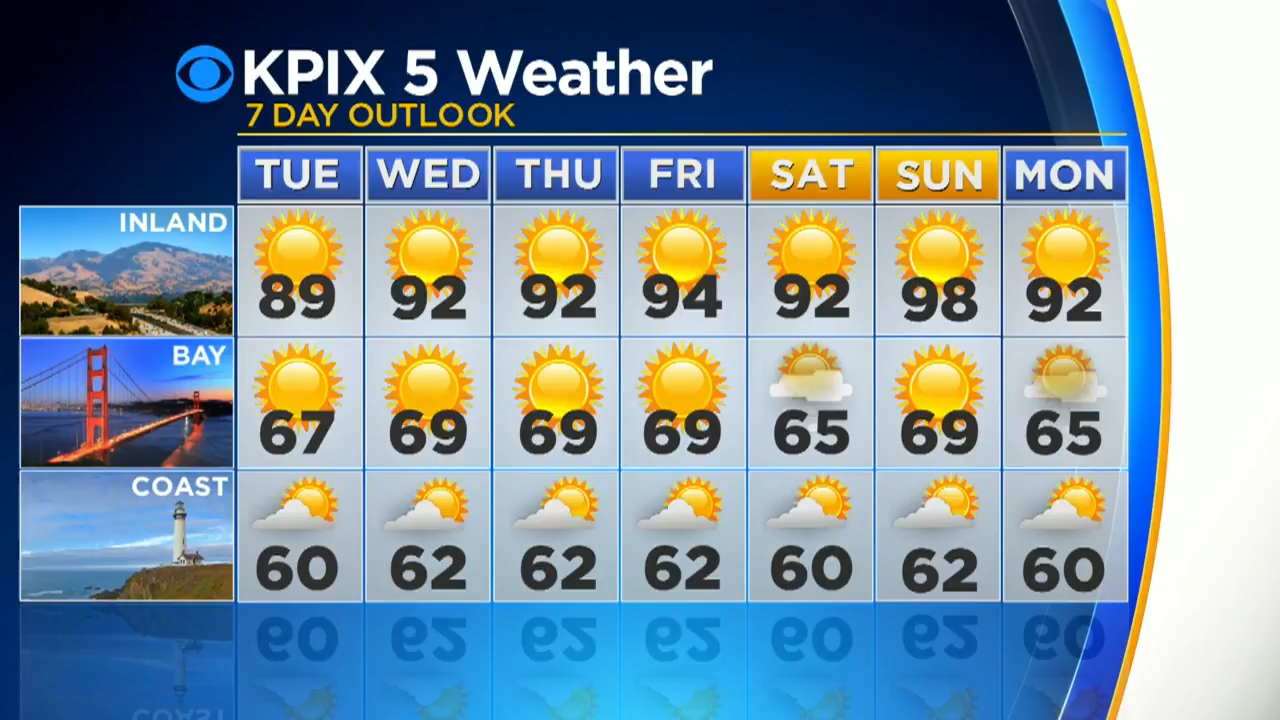 KPIX 5 Weather
7 DAY OUTLOOK
TUE WED THU FRI SAT SUN MON
INLAND
89 92 92 94 92 98 92
BAY
67 69 69 69 65 69 65
COAST
60 62 62 62 60 62 60